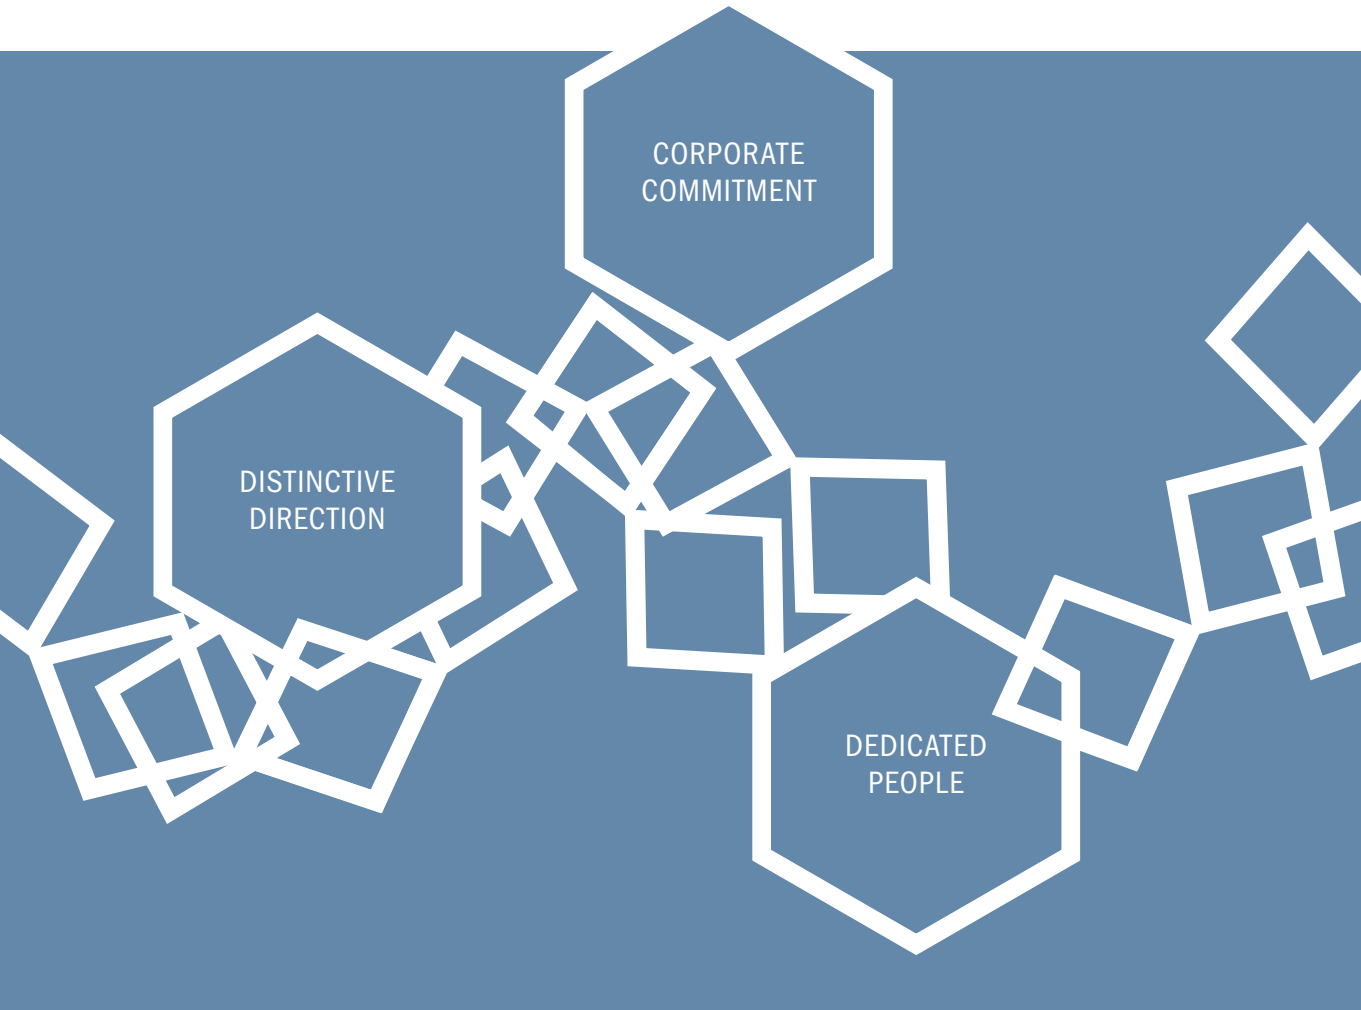 CORPORATE
COMMITMENT
DISTINCTIVE
DIRECTION
DEDICATED
PEOPLE